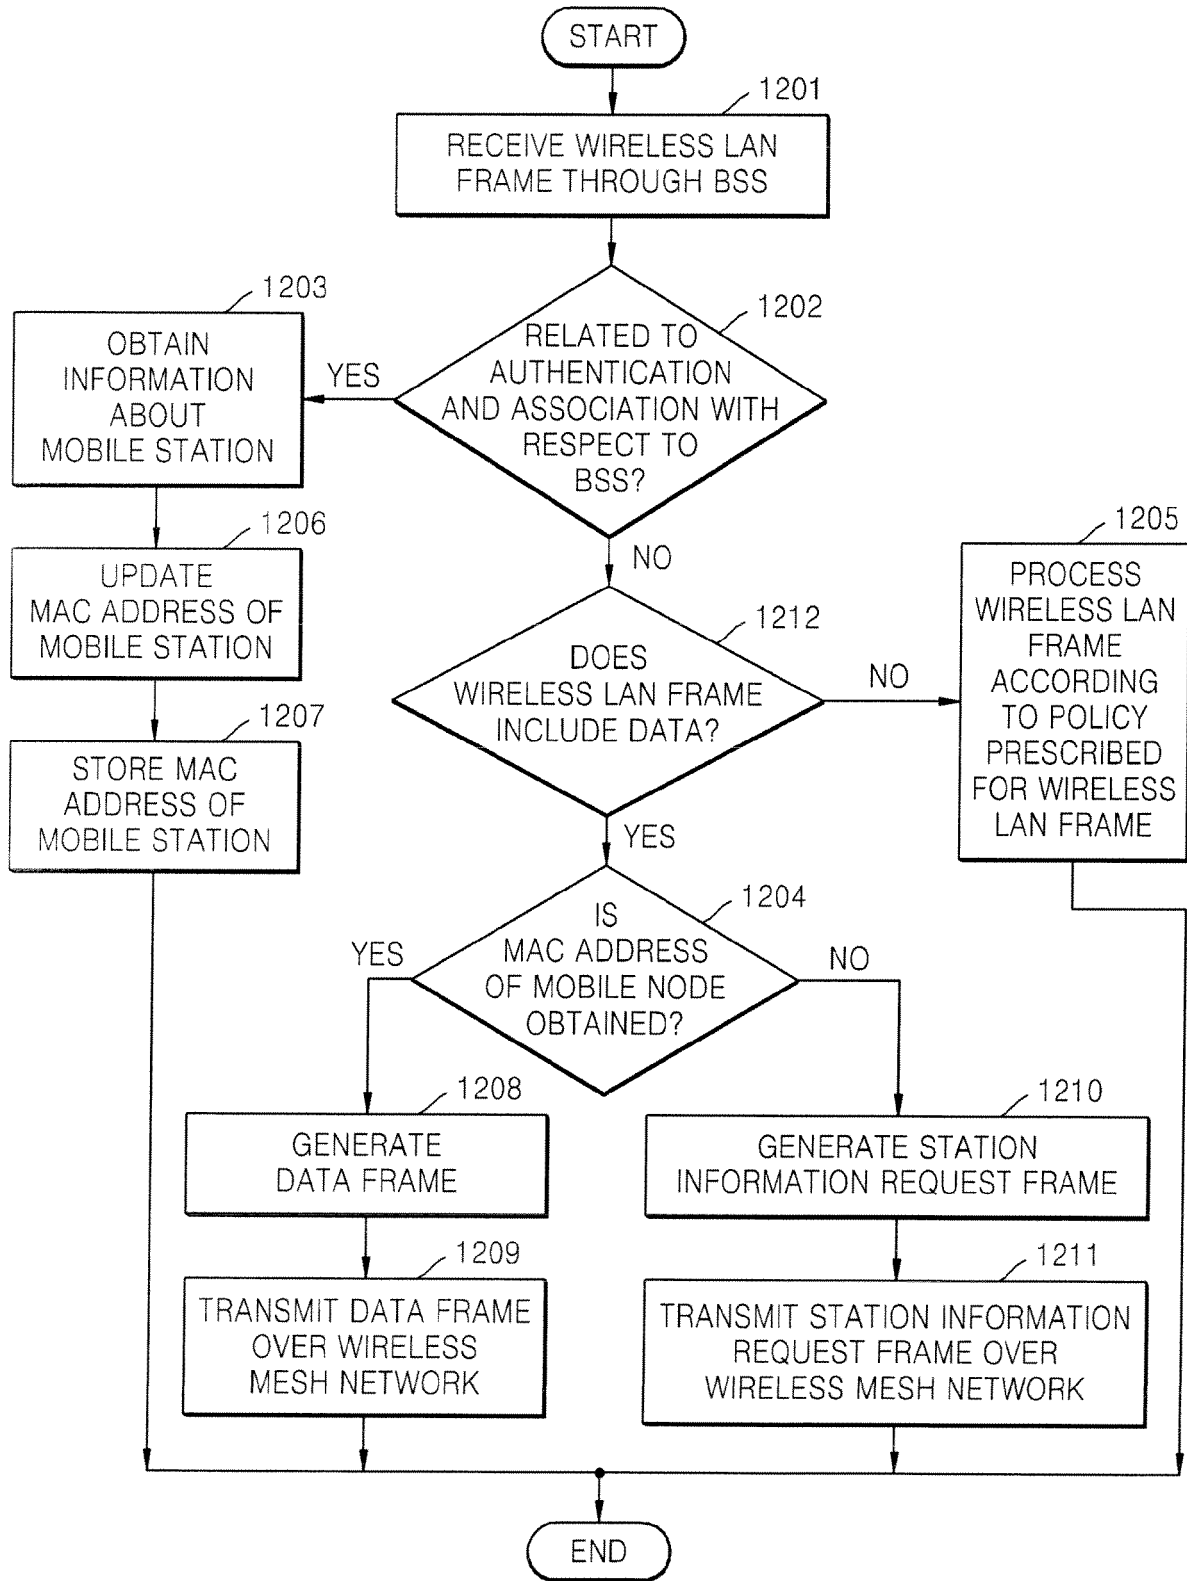 START
1201
RECEIVE WIRELESS LAN
FRAME THROUGH BSS
1202
RELATED TO
AUTHENTICATION
AND ASSOCIATION WITH
RESPECT TO
BSS?
YES
1203
OBTAIN
INFORMATION
ABOUT
MOBILE STATION
1206
UPDATE
MAC ADDRESS OF
MOBILE STATION
1207
STORE MAC
ADDRESS OF
MOBILE STATION
NO
1212
DOES
WIRELESS LAN FRAME
INCLUDE DATA?
NO
1205
PROCESS
WIRELESS LAN
FRAME
ACCORDING
TO POLICY
PRESCRIBED
FOR WIRELESS
LAN FRAME
YES
1204
IS
MAC ADDRESS
OF MOBILE NODE
OBTAINED?
YES
NO
1208
GENERATE
DATA FRAME
1209
TRANSMIT DATA FRAME
OVER WIRELESS
MESH NETWORK
1210
GENERATE STATION
INFORMATION REQUEST FRAME
1211
TRANSMIT STATION INFORMATION
REQUEST FRAME OVER
WIRELESS MESH NETWORK
END